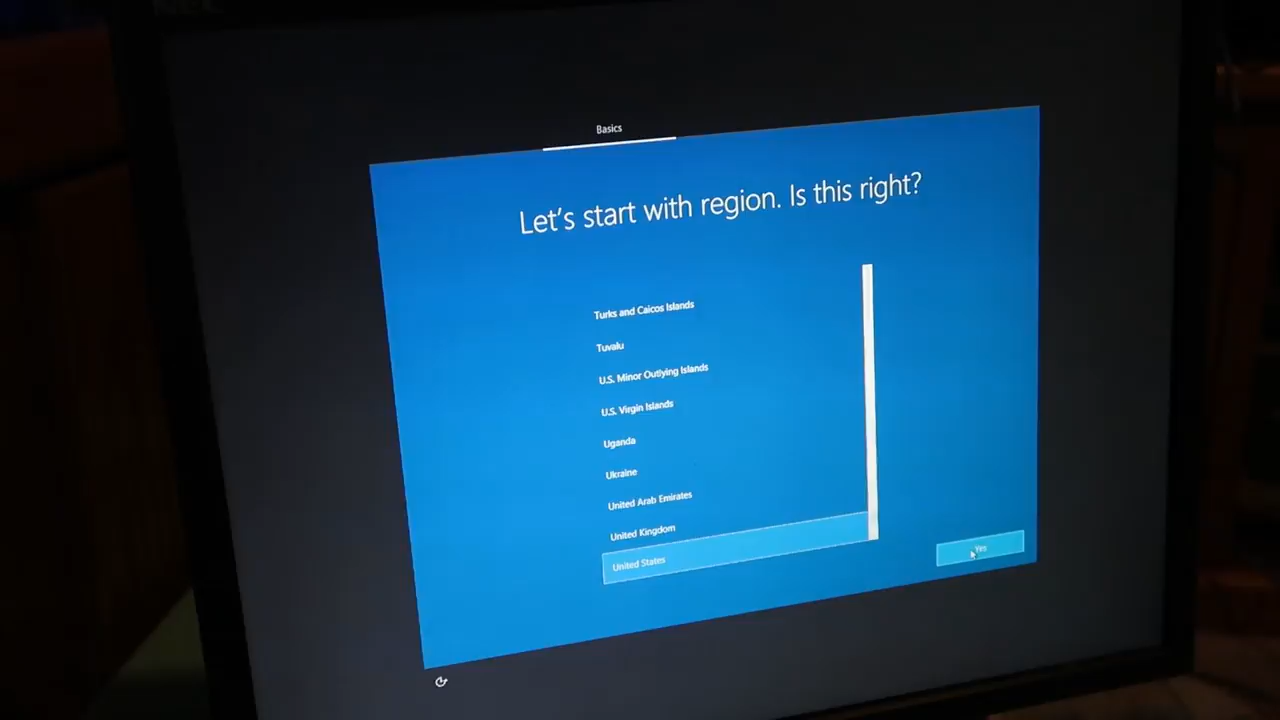 Basics
Let's start with region. Is this right?
Turks and Caicos Islands
Tuvalu
U.S. Minor Outlying Islands
U.S. Virgin Islands
Uganda
Ukraine
United Arab Emirates
United Kingdom
United States
Yes